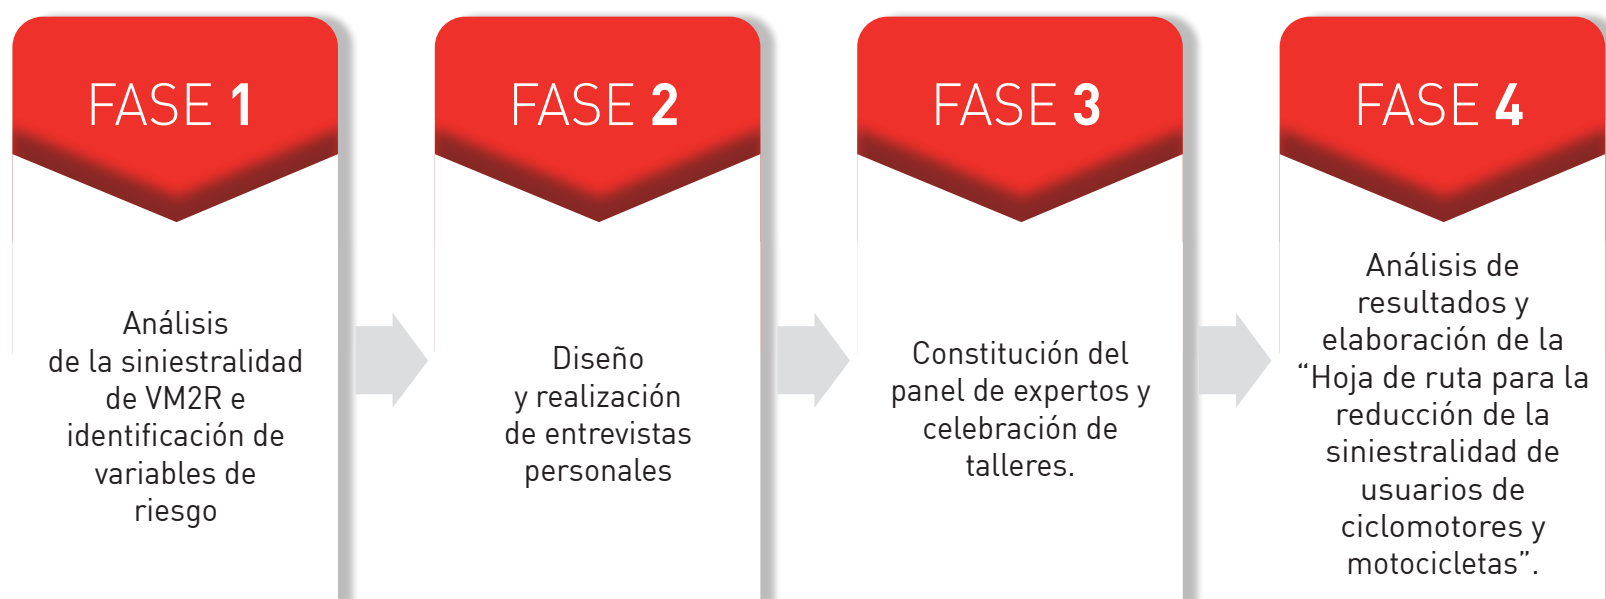 FASE 1
Análisis
de la siniestralidad
de VM2R e
identificación de
variables de
riesgo
FASE 2
Diseño
y realización
de entrevistas
personales
FASE 3
Constitución del
panel de expertos y
celebración de
talleres.
FASE 4
Análisis de
resultados y
elaboración de la
“Hoja de ruta para la
reducción de la
siniestralidad de
usuarios de
ciclomotores y
motocicletas”.